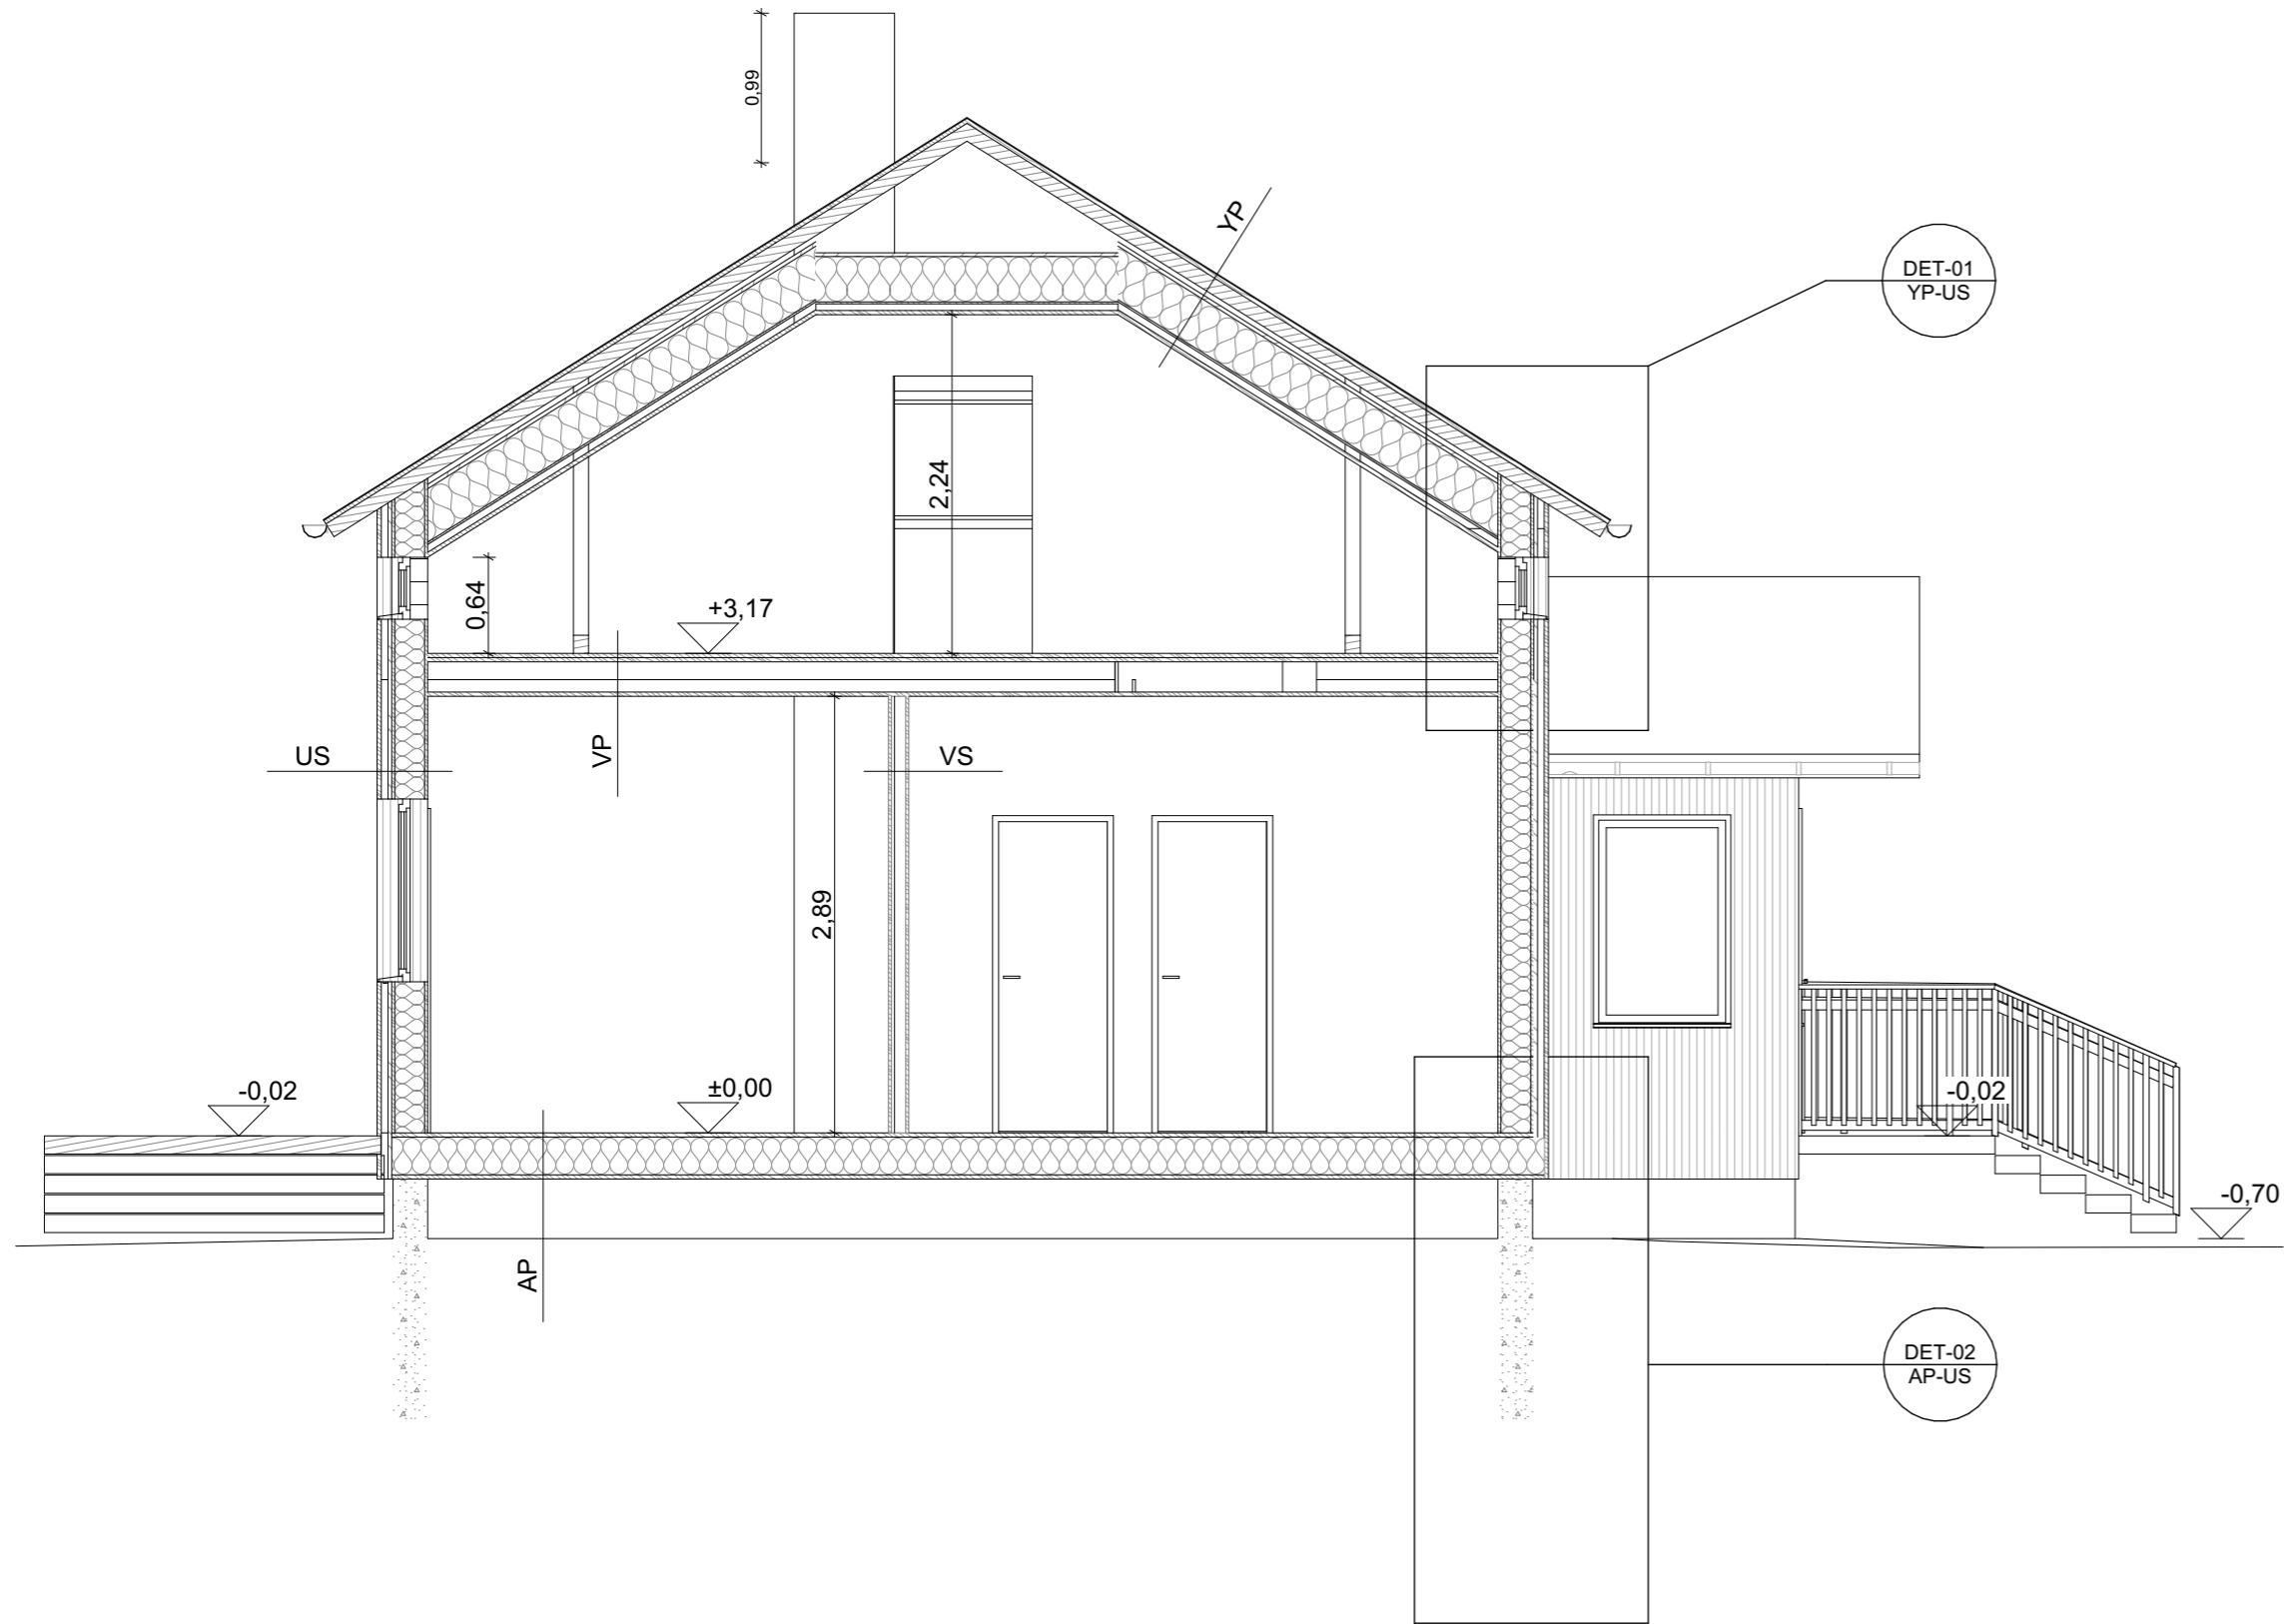 0,99
YP
DET-01
YP-US
2,24
0,64
+3,17
US
VP
VS
2,89
-0,02
±0,00
-0,02
-0,70
AP
DET-02
AP-US